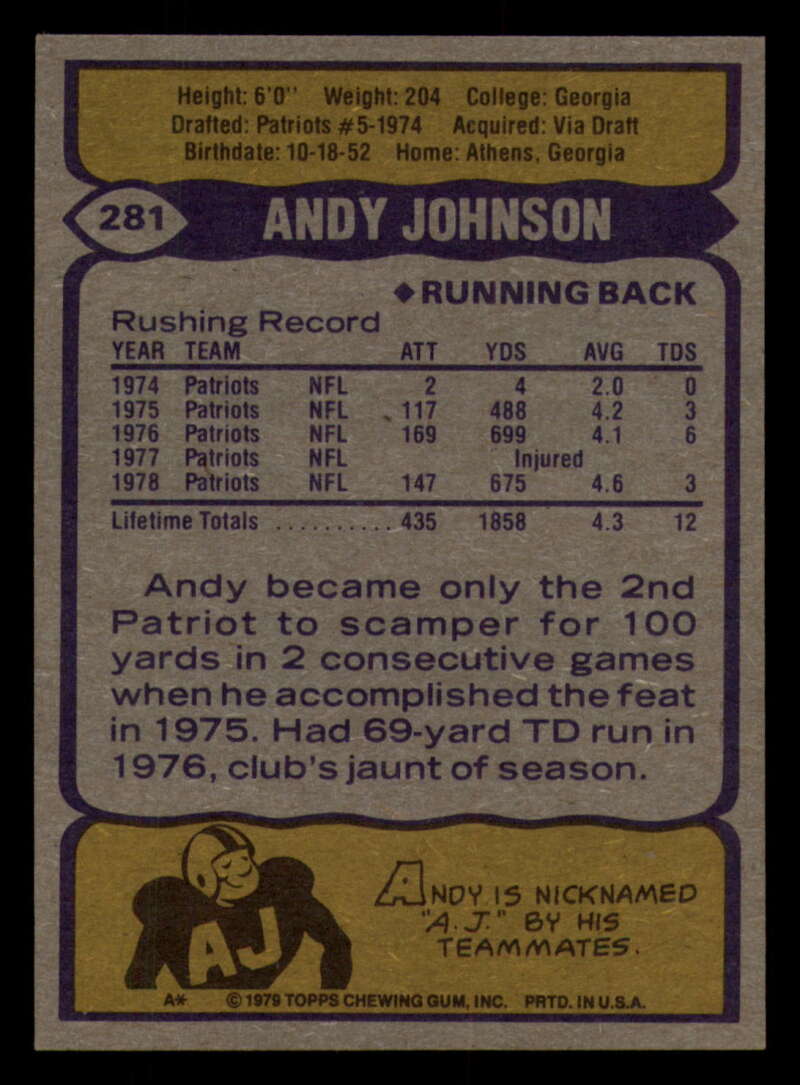 Height: 6'0" Weight: 204 College: Georgia
Drafted: Patriots #5-1974 Acquired: Via Draft
Birthdate: 10-18-52 Home: Athens, Georgia
281 ANDY JOHNSON
◆RUNNING BACK
Rushing Record
YEAR TEAM ATT YDS AVG TDS
1974 Patriots NFL 2 4 2.0 0
1975 Patriots NFL 117 488 4.2 3
1976 Patriots NFL 169 699 4.1 6
1977 Patriots NFL Injured
1978 Patriots NFL 147 675 4.6 3
Lifetime Totals .......... 435 1858 4.3 12
Andy became only the 2nd
Patriot to scamper for 100
yards in 2 consecutive games
when he accomplished the feat
in 1975. Had 69-yard TD run in
1976, club's jaunt of season.
AJ
ANDY IS NICKNAMED
"A.J." BY HIS
TEAMMATES.
A* ©1979 TOPPS CHEWING GUM, INC. PRTD. IN U.S.A.